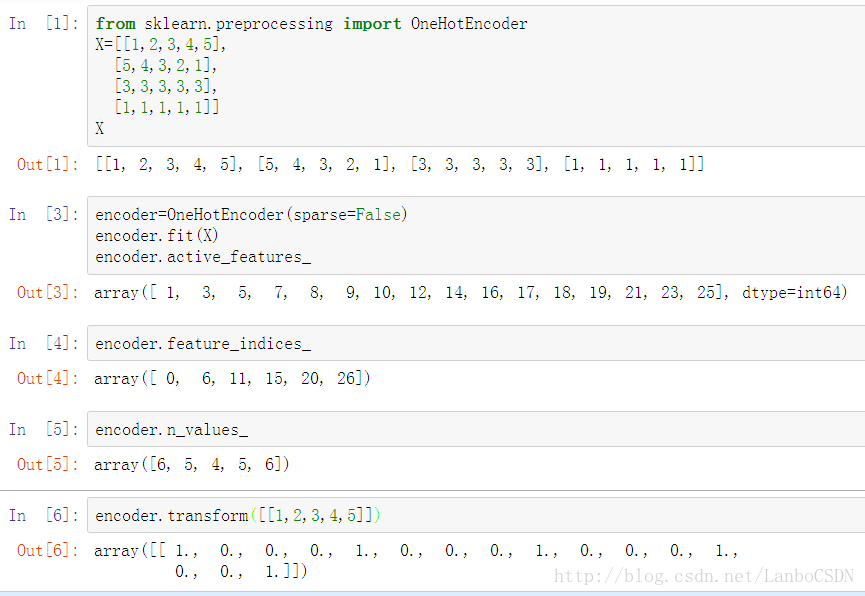 In [1]: from sklearn.preprocessing import OneHotEncoder
X=[[1,2,3,4,5],
[5,4,3,2,1],
[3,3,3,3,3],
[1,1,1,1,1]]
X
Out[1]: [[1, 2, 3, 4, 5], [5, 4, 3, 2, 1], [3, 3, 3, 3, 3], [1, 1, 1, 1, 1]]
In [3]: encoder=OneHotEncoder(sparse=False)
encoder.fit(X)
encoder.active_features_
Out[3]: array([ 1, 3, 5, 7, 8, 9, 10, 12, 14, 16, 17, 18, 19, 21, 23, 25], dtype=int64)
In [4]: encoder.feature_indices_
Out[4]: array([ 0, 6, 11, 15, 20, 26])
In [5]: encoder.n_values_
Out[5]: array([6, 5, 4, 5, 6])
In [6]: encoder.transform([[1,2,3,4,5]])
Out[6]: array([[ 1., 0., 0., 0., 1., 0., 0., 0., 1., 0., 0., 0., 1.,
0., 0., 1.]])
http://blog.csdn.net/LanboCSDN